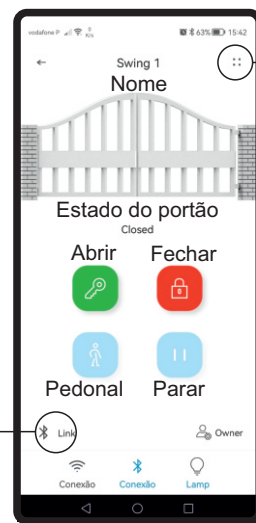 vodafone P 0 K/s 63% 15:42
Swing 1
Nome
Estado do portão
Closed
Abrir Fechar
Pedonal Parar
Link Owner
Conexão Conexão Lamp